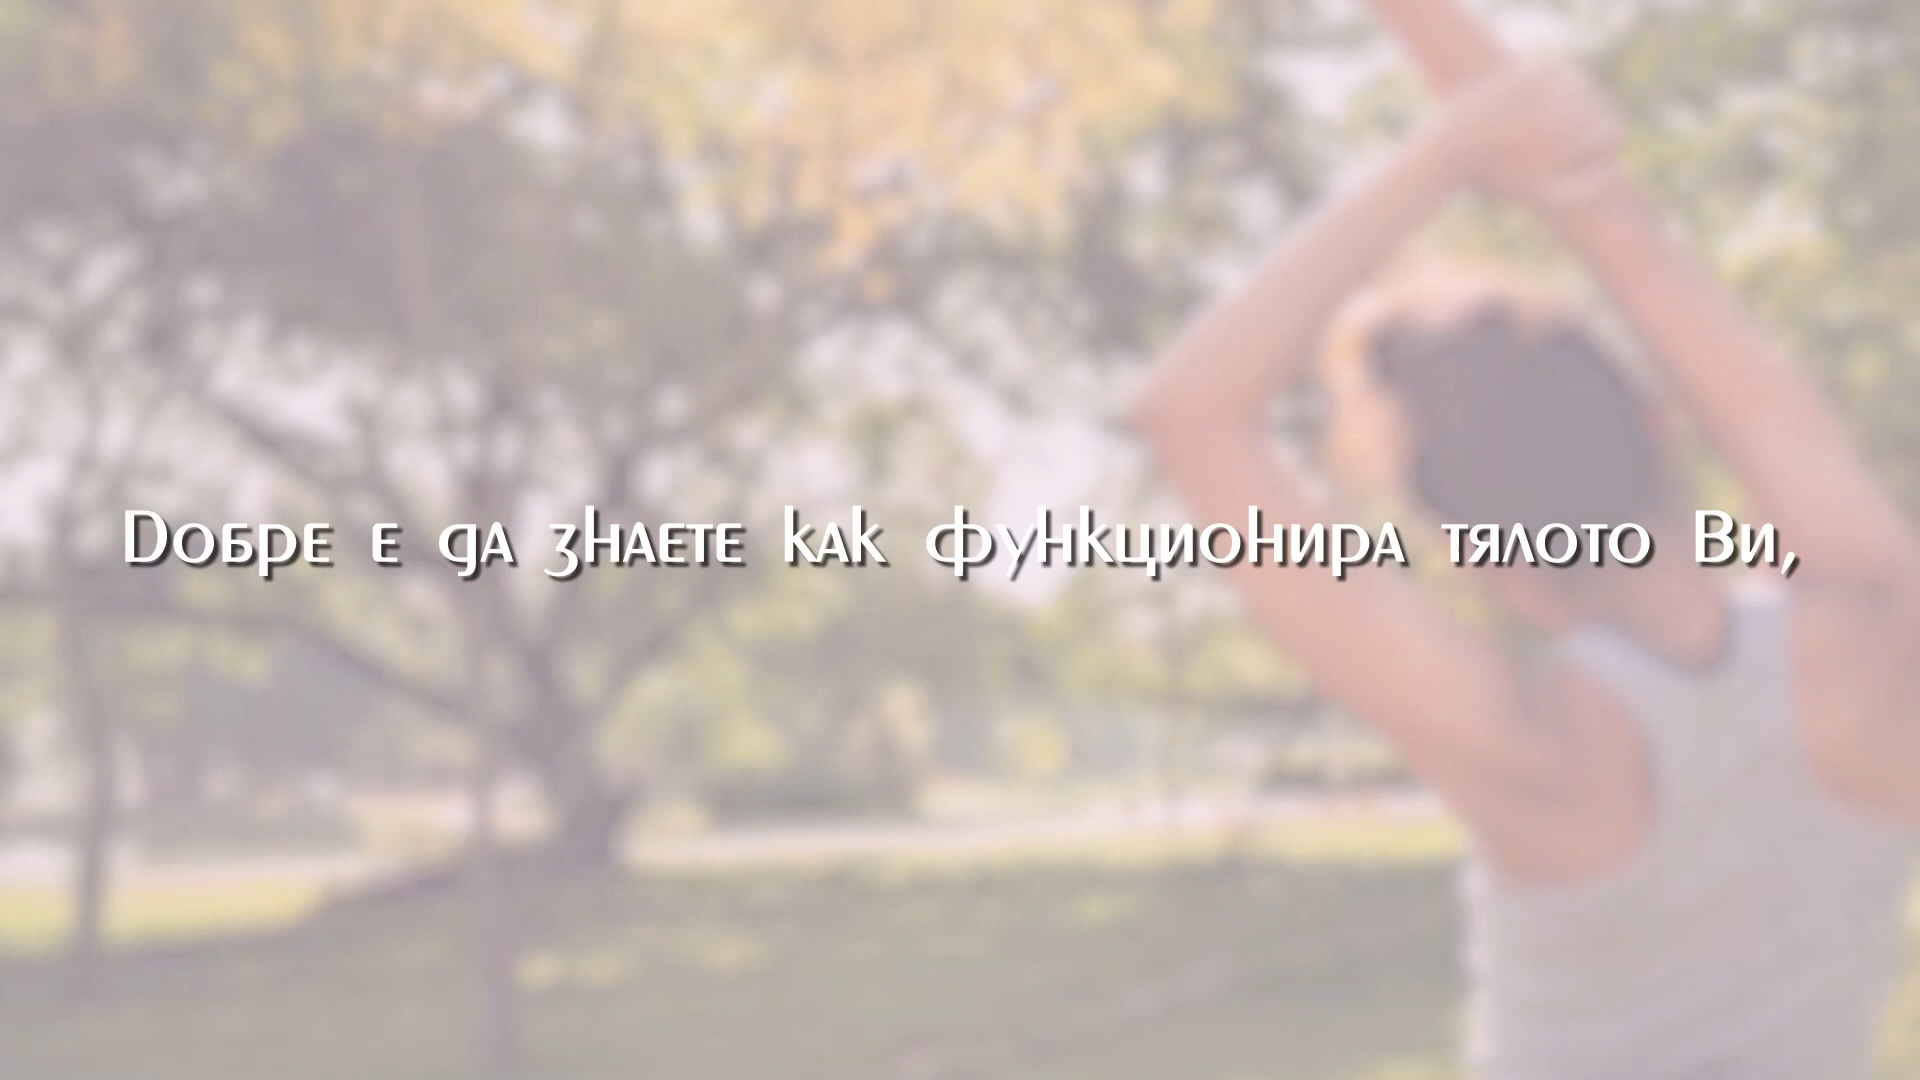 Добре е да знаете как функционира тялото Ви,